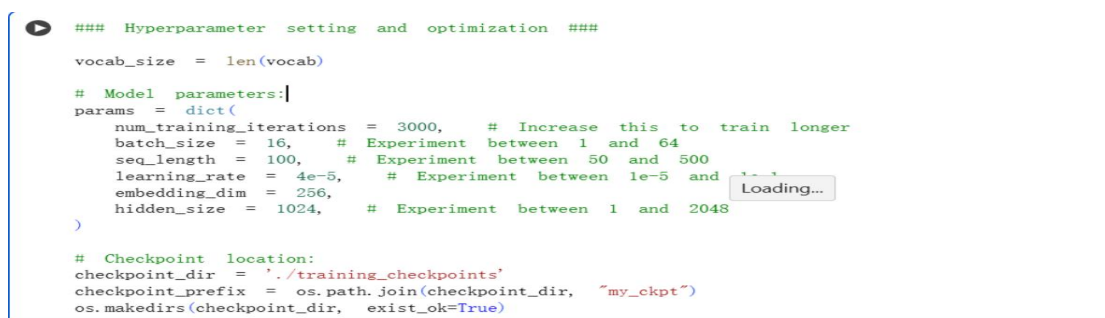 ### Hyperparameter setting and optimization ###
vocab_size = len(vocab)
# Model parameters:
params = dict(
num_training_iterations = 3000, # Increase this to train longer
batch_size = 16, # Experiment between 1 and 64
seq_length = 100, # Experiment between 50 and 500
learning_rate = 4e-5, # Experiment between 1e-5 and
Loading...
embedding_dim = 256,
hidden_size = 1024, # Experiment between 1 and 2048
)
# Checkpoint location:
checkpoint_dir = './training_checkpoints'
checkpoint_prefix = os.path.join(checkpoint_dir, "my_ckpt")
os.makedirs(checkpoint_dir, exist_ok=True)